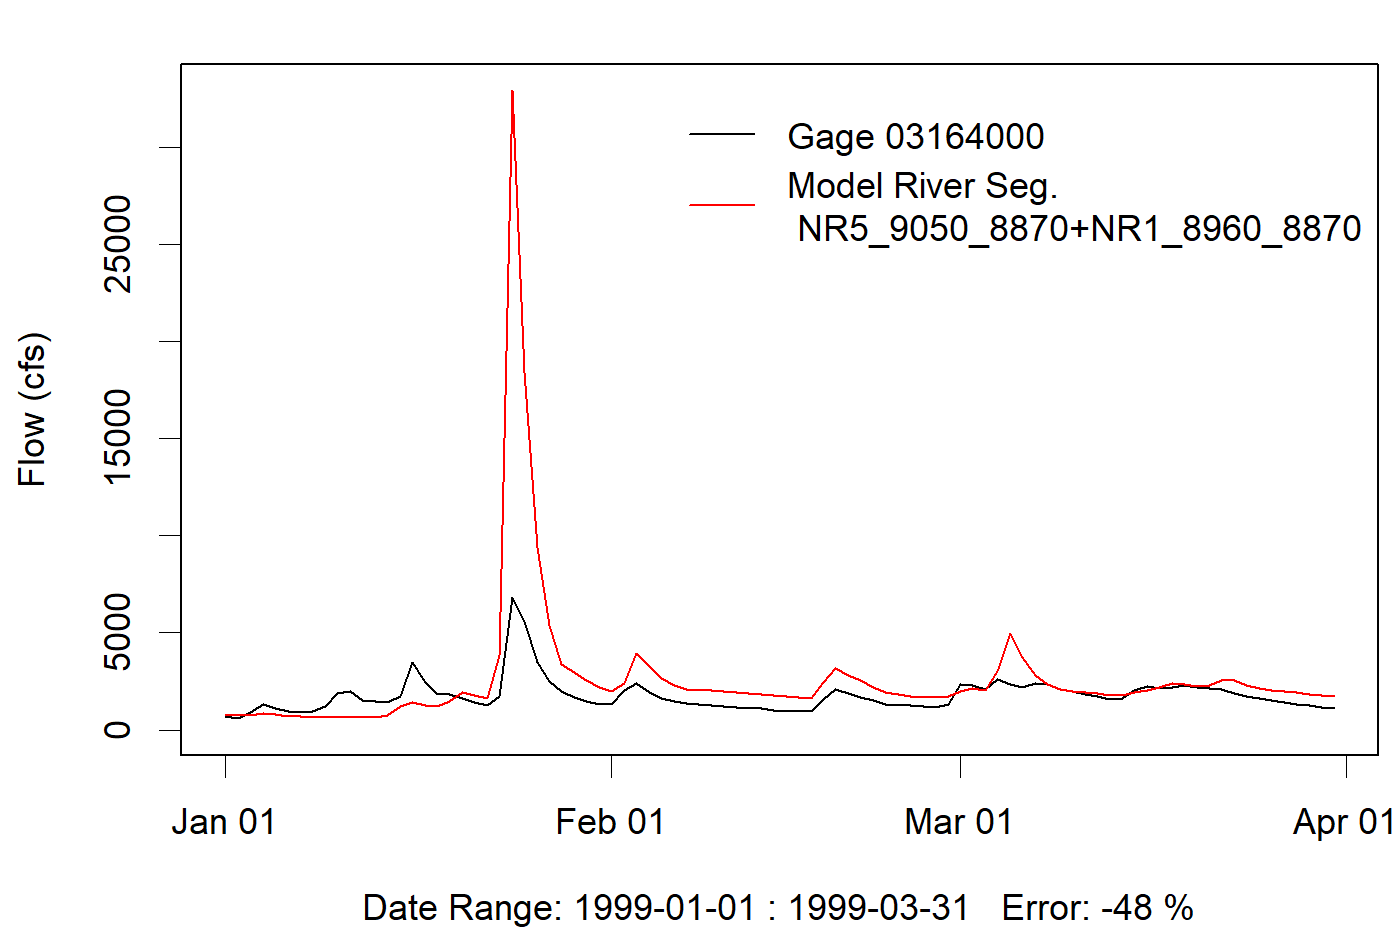 Gage 03164000
Model River Seg.
NR5_9050_8870+NR1_8960_8870
Flow (cfs)
25000
15000
5000
0
Jan 01
Feb 01
Mar 01
Apr 01
Date Range: 1999-01-01 : 1999-03-31 Error: -48 %